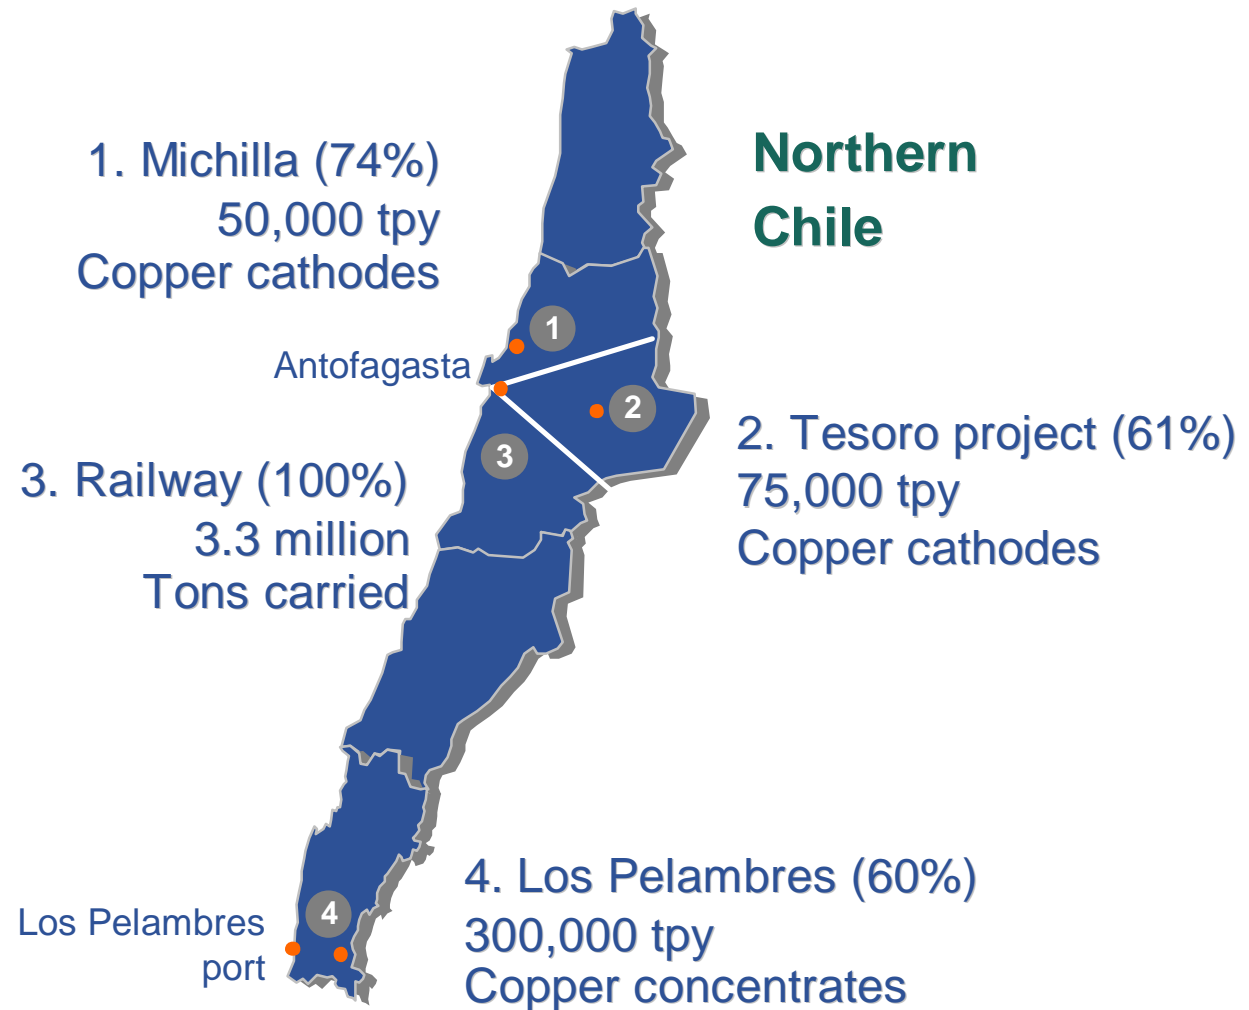 Northern
Chile
1. Michilla (74%)
50,000 tpy
Copper cathodes
1
Antofagasta
2
2. Tesoro project (61%)
75,000 tpy
Copper cathodes
3
3. Railway (100%)
3.3 million
Tons carried
4
4. Los Pelambres (60%)
300,000 tpy
Copper concentrates
Los Pelambres
port